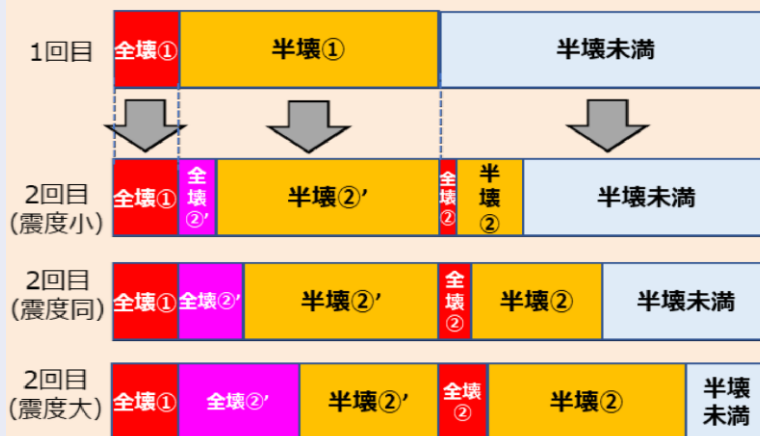 1回目
全壊①
半壊①
半壊未満
2回目
(震度小)
全壊①
全
壊
②’
半壊②’
全
壊
②
半
壊
②
半壊未満
2回目
(震度同)
全壊①
全壊②’
半壊②’
全
壊
②
半壊②
半壊未満
2回目
(震度大)
全壊①
全壊②’
半壊②’
全壊
②
半壊②
半壊
未満